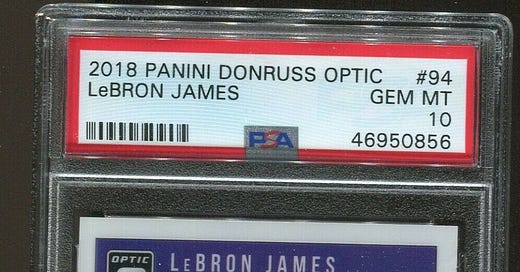 2018 PANINI DONRUSS OPTIC #94
LeBRON JAMES GEM MT
10
PSA 46950856
OPTIC
LEBRON JAMES